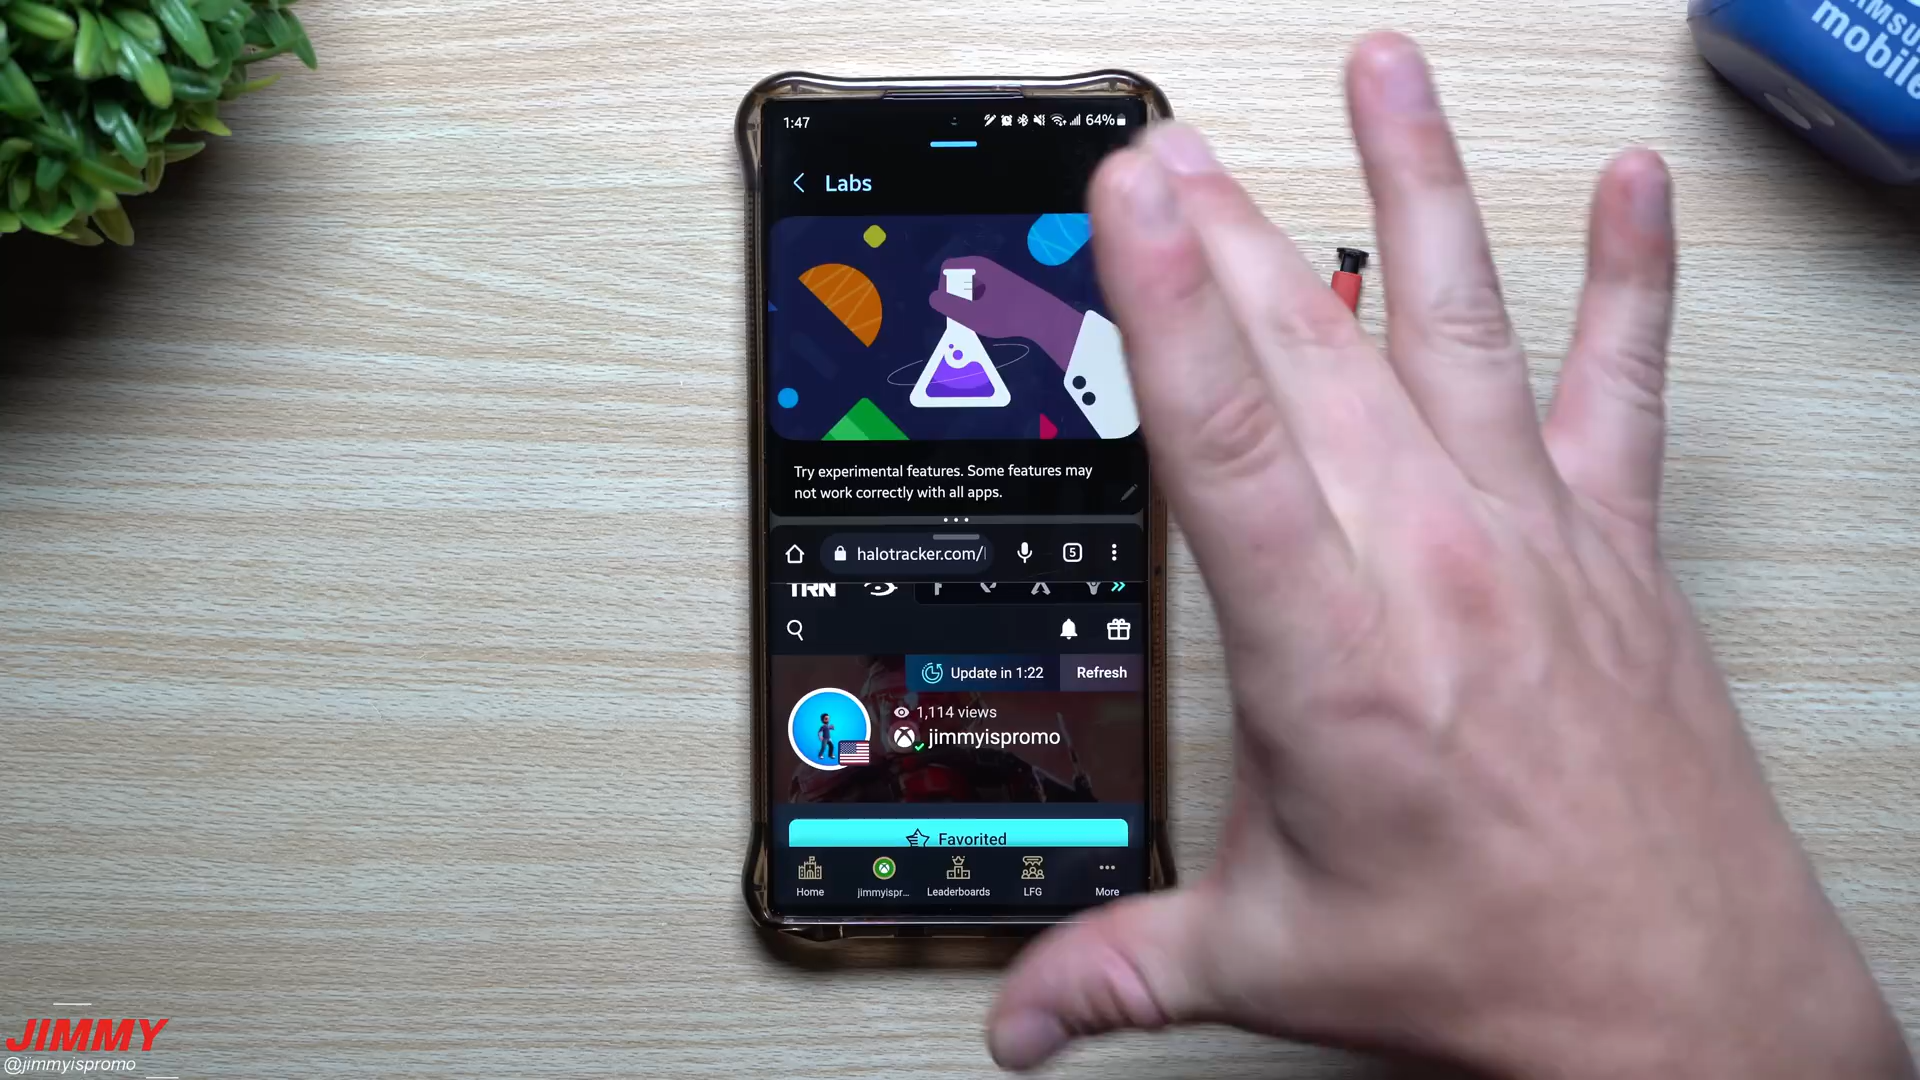 1:47
64%
Labs
Try experimental features. Some features may
not work correctly with all apps.
halotracker.com/
5
TRN
Update in 1:22
Refresh
1,114 views
jimmyispromo
Favorited
Home
jimmyispr...
Leaderboards
LFG
More
mobile
JIMMY
@jimmyispromo